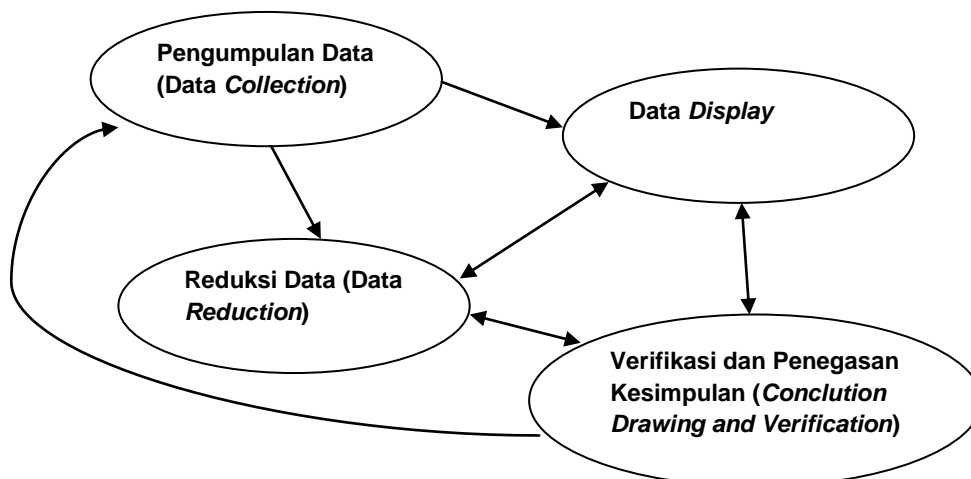 Pengumpulan Data
(Data Collection)
Data Display
Reduksi Data (Data
Reduction)
Verifikasi dan Penegasan
Kesimpulan (Conclution
Drawing and Verification)